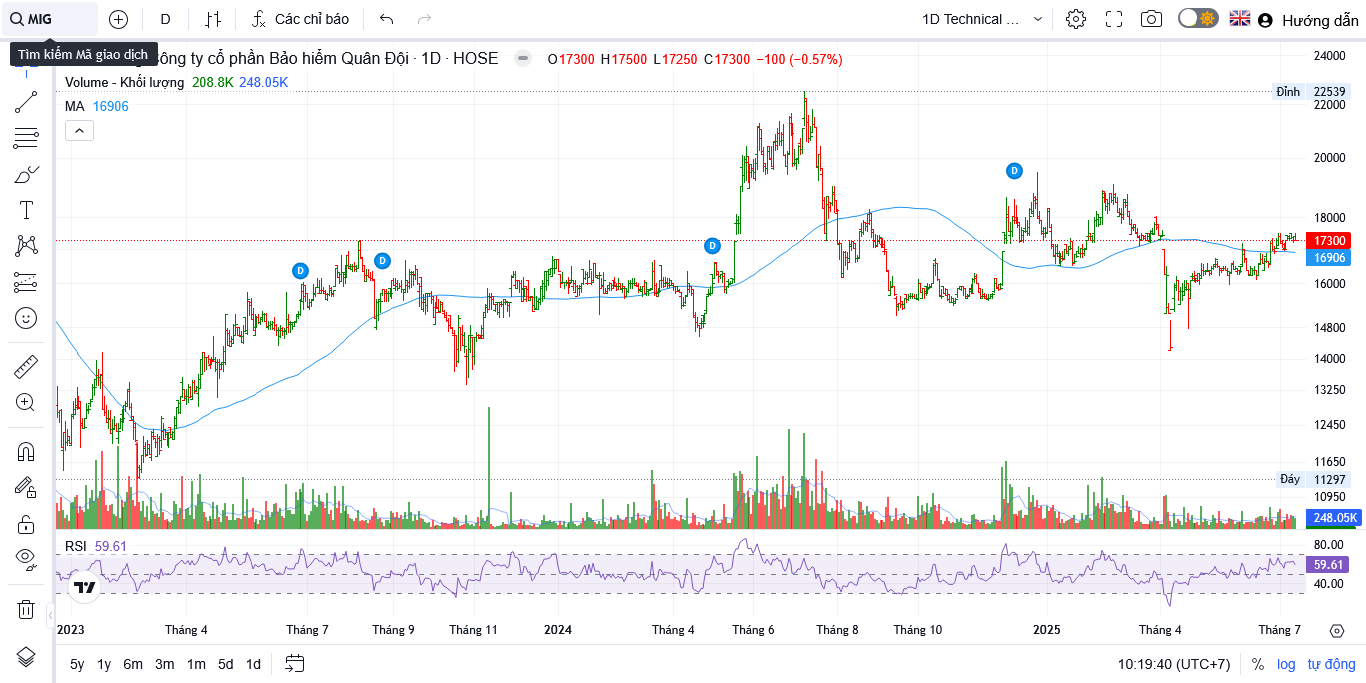 MIG
D
Các chỉ báo
1D Technical ...
Hướng dẫn
Tìm kiếm Mã giao dịch
ông ty cổ phần Bảo hiểm Quân Đội · 1D · HOSE
O17300 H17500 L17250 C17300 −100 (−0.57%)
Volume - Khối lượng 208.8K 248.05K
MA 16906
D
D
D
D
24000
Đỉnh 22539
22000
20000
18000
17300
16906
16000
14800
14000
13250
12450
11650
Đáy 11297
10950
248.05K
RSI 59.61
80.00
59.61
40.00
2023
Tháng 4
Tháng 7
Tháng 9
Tháng 11
2024
Tháng 4
Tháng 6
Tháng 8
Tháng 10
2025
Tháng 4
Tháng 7
5y 1y 6m 3m 1m 5d 1d
10:19:40 (UTC+7)
% log tự động